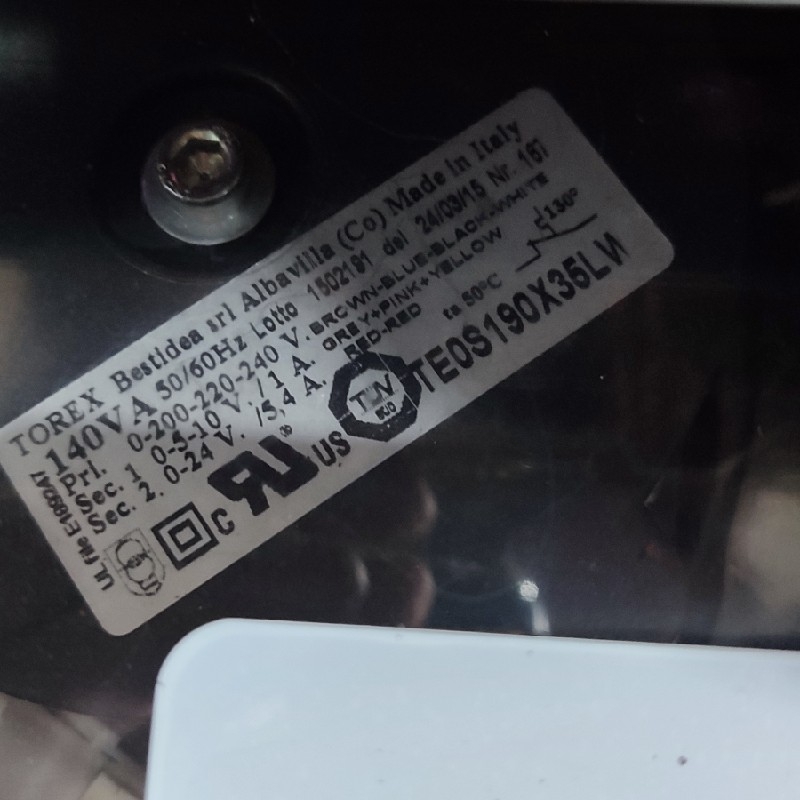 TOREX Bestidea srl Albavilla (Co) Made in Italy
140VA 50/60Hz Lotto 1502191 del 24/03/15 Nr. 167
Pri. 0-200-220-240 V. BROWN-BLUE-BLACK-WHITE
Sec. 1 0-5-10 V. /1 A. GREY+PINK+YELLOW
Sec. 2. 0-24 V. /5,4 A. RED-RED
ta 50°C
130°
UL file
C US ®
TÜV
TE0S190X35LV